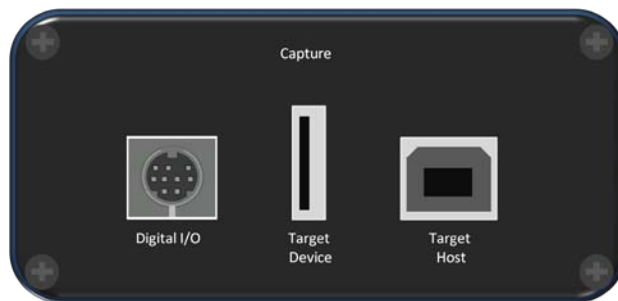 Capture
Digital I/O
Target
Device
Target
Host